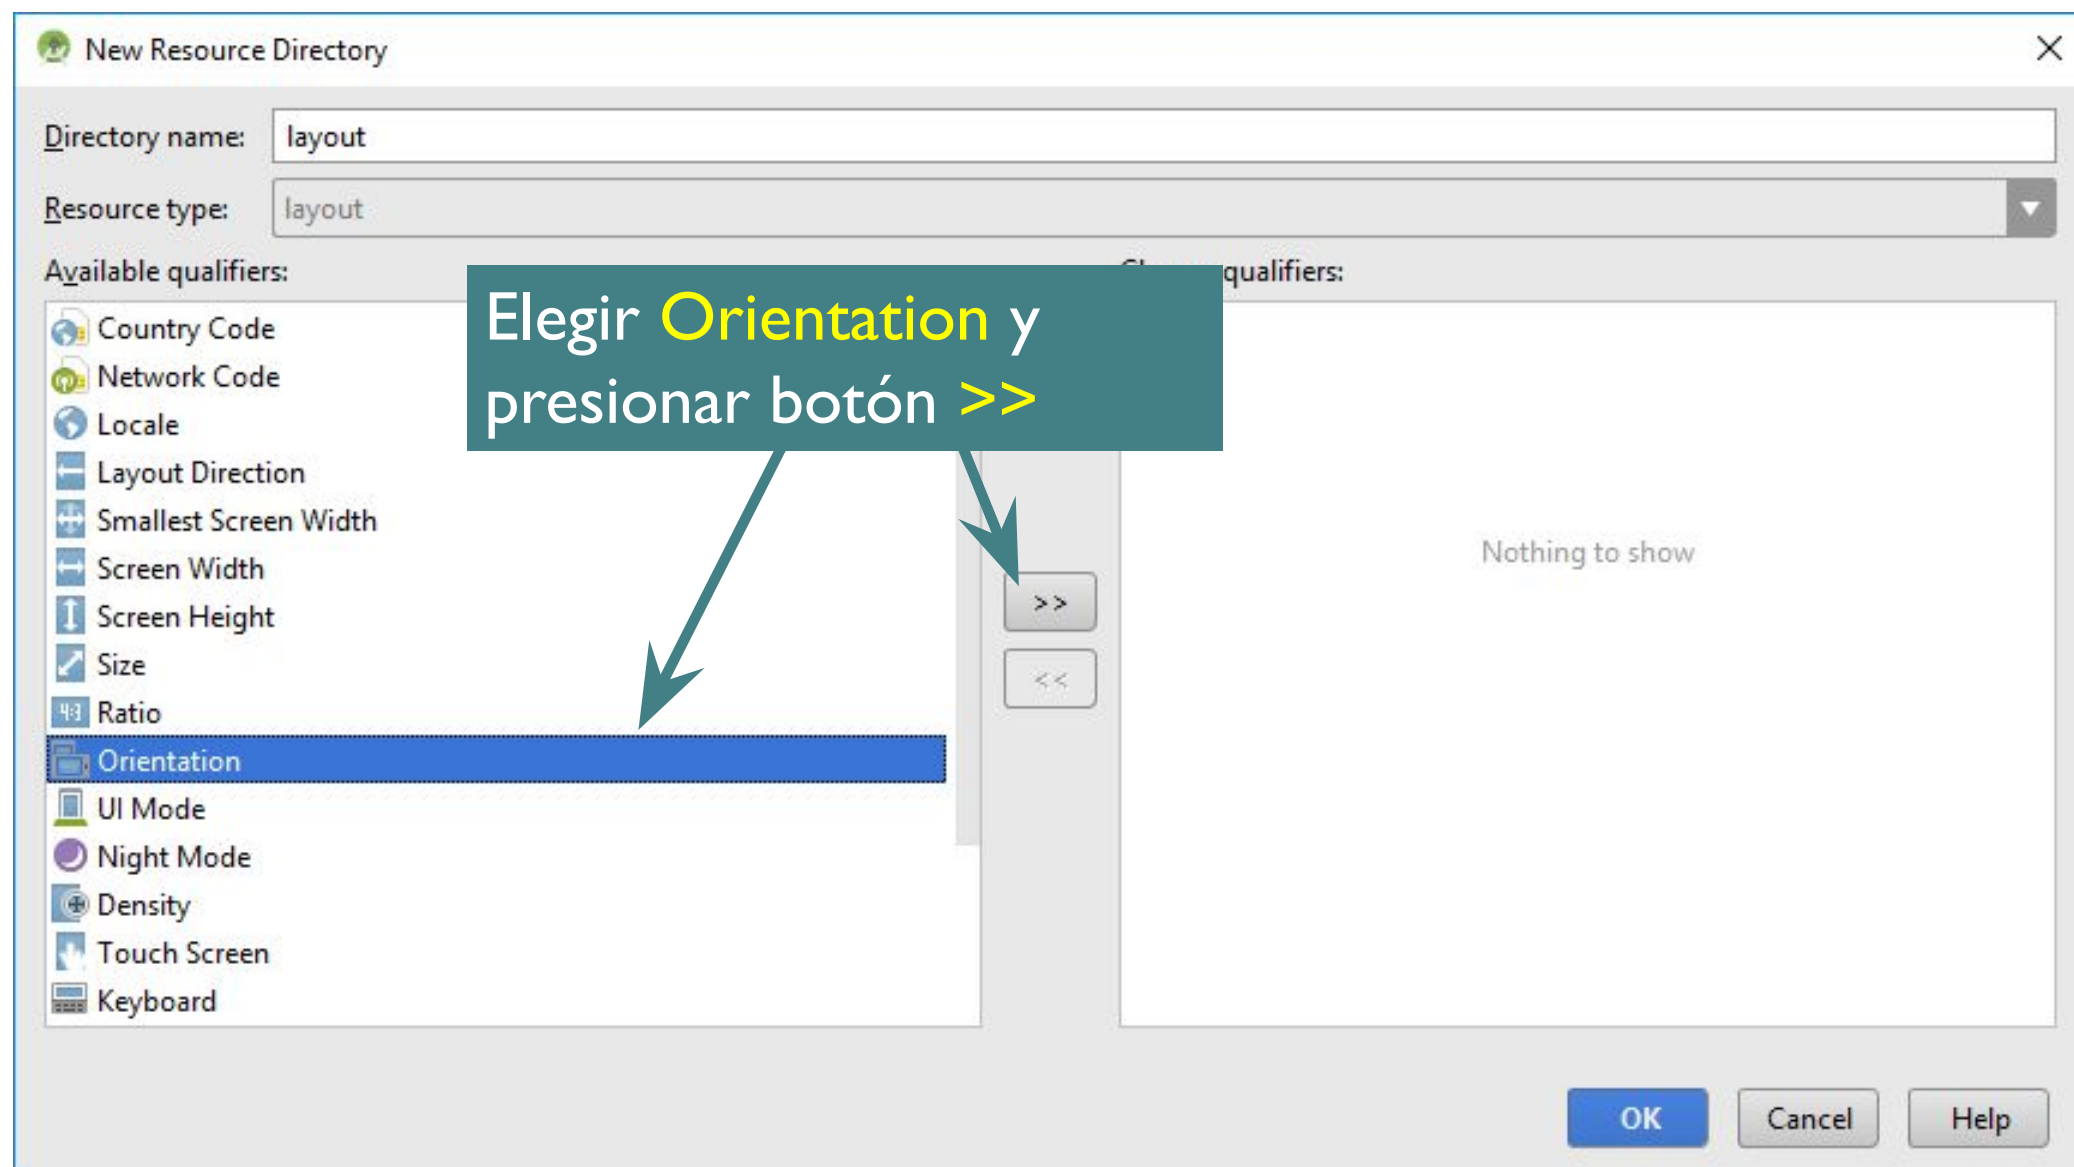 New Resource Directory
Directory name: layout
Resource type: layout
Available qualifiers:
qualifiers:
Elegir Orientation y
presionar botón >>
Country Code
Network Code
Locale
Layout Direction
Smallest Screen Width
Screen Width
Screen Height
Size
4:3 Ratio
Orientation
UI Mode
Night Mode
Density
Touch Screen
Keyboard
>>
<<
Nothing to show
OK Cancel Help